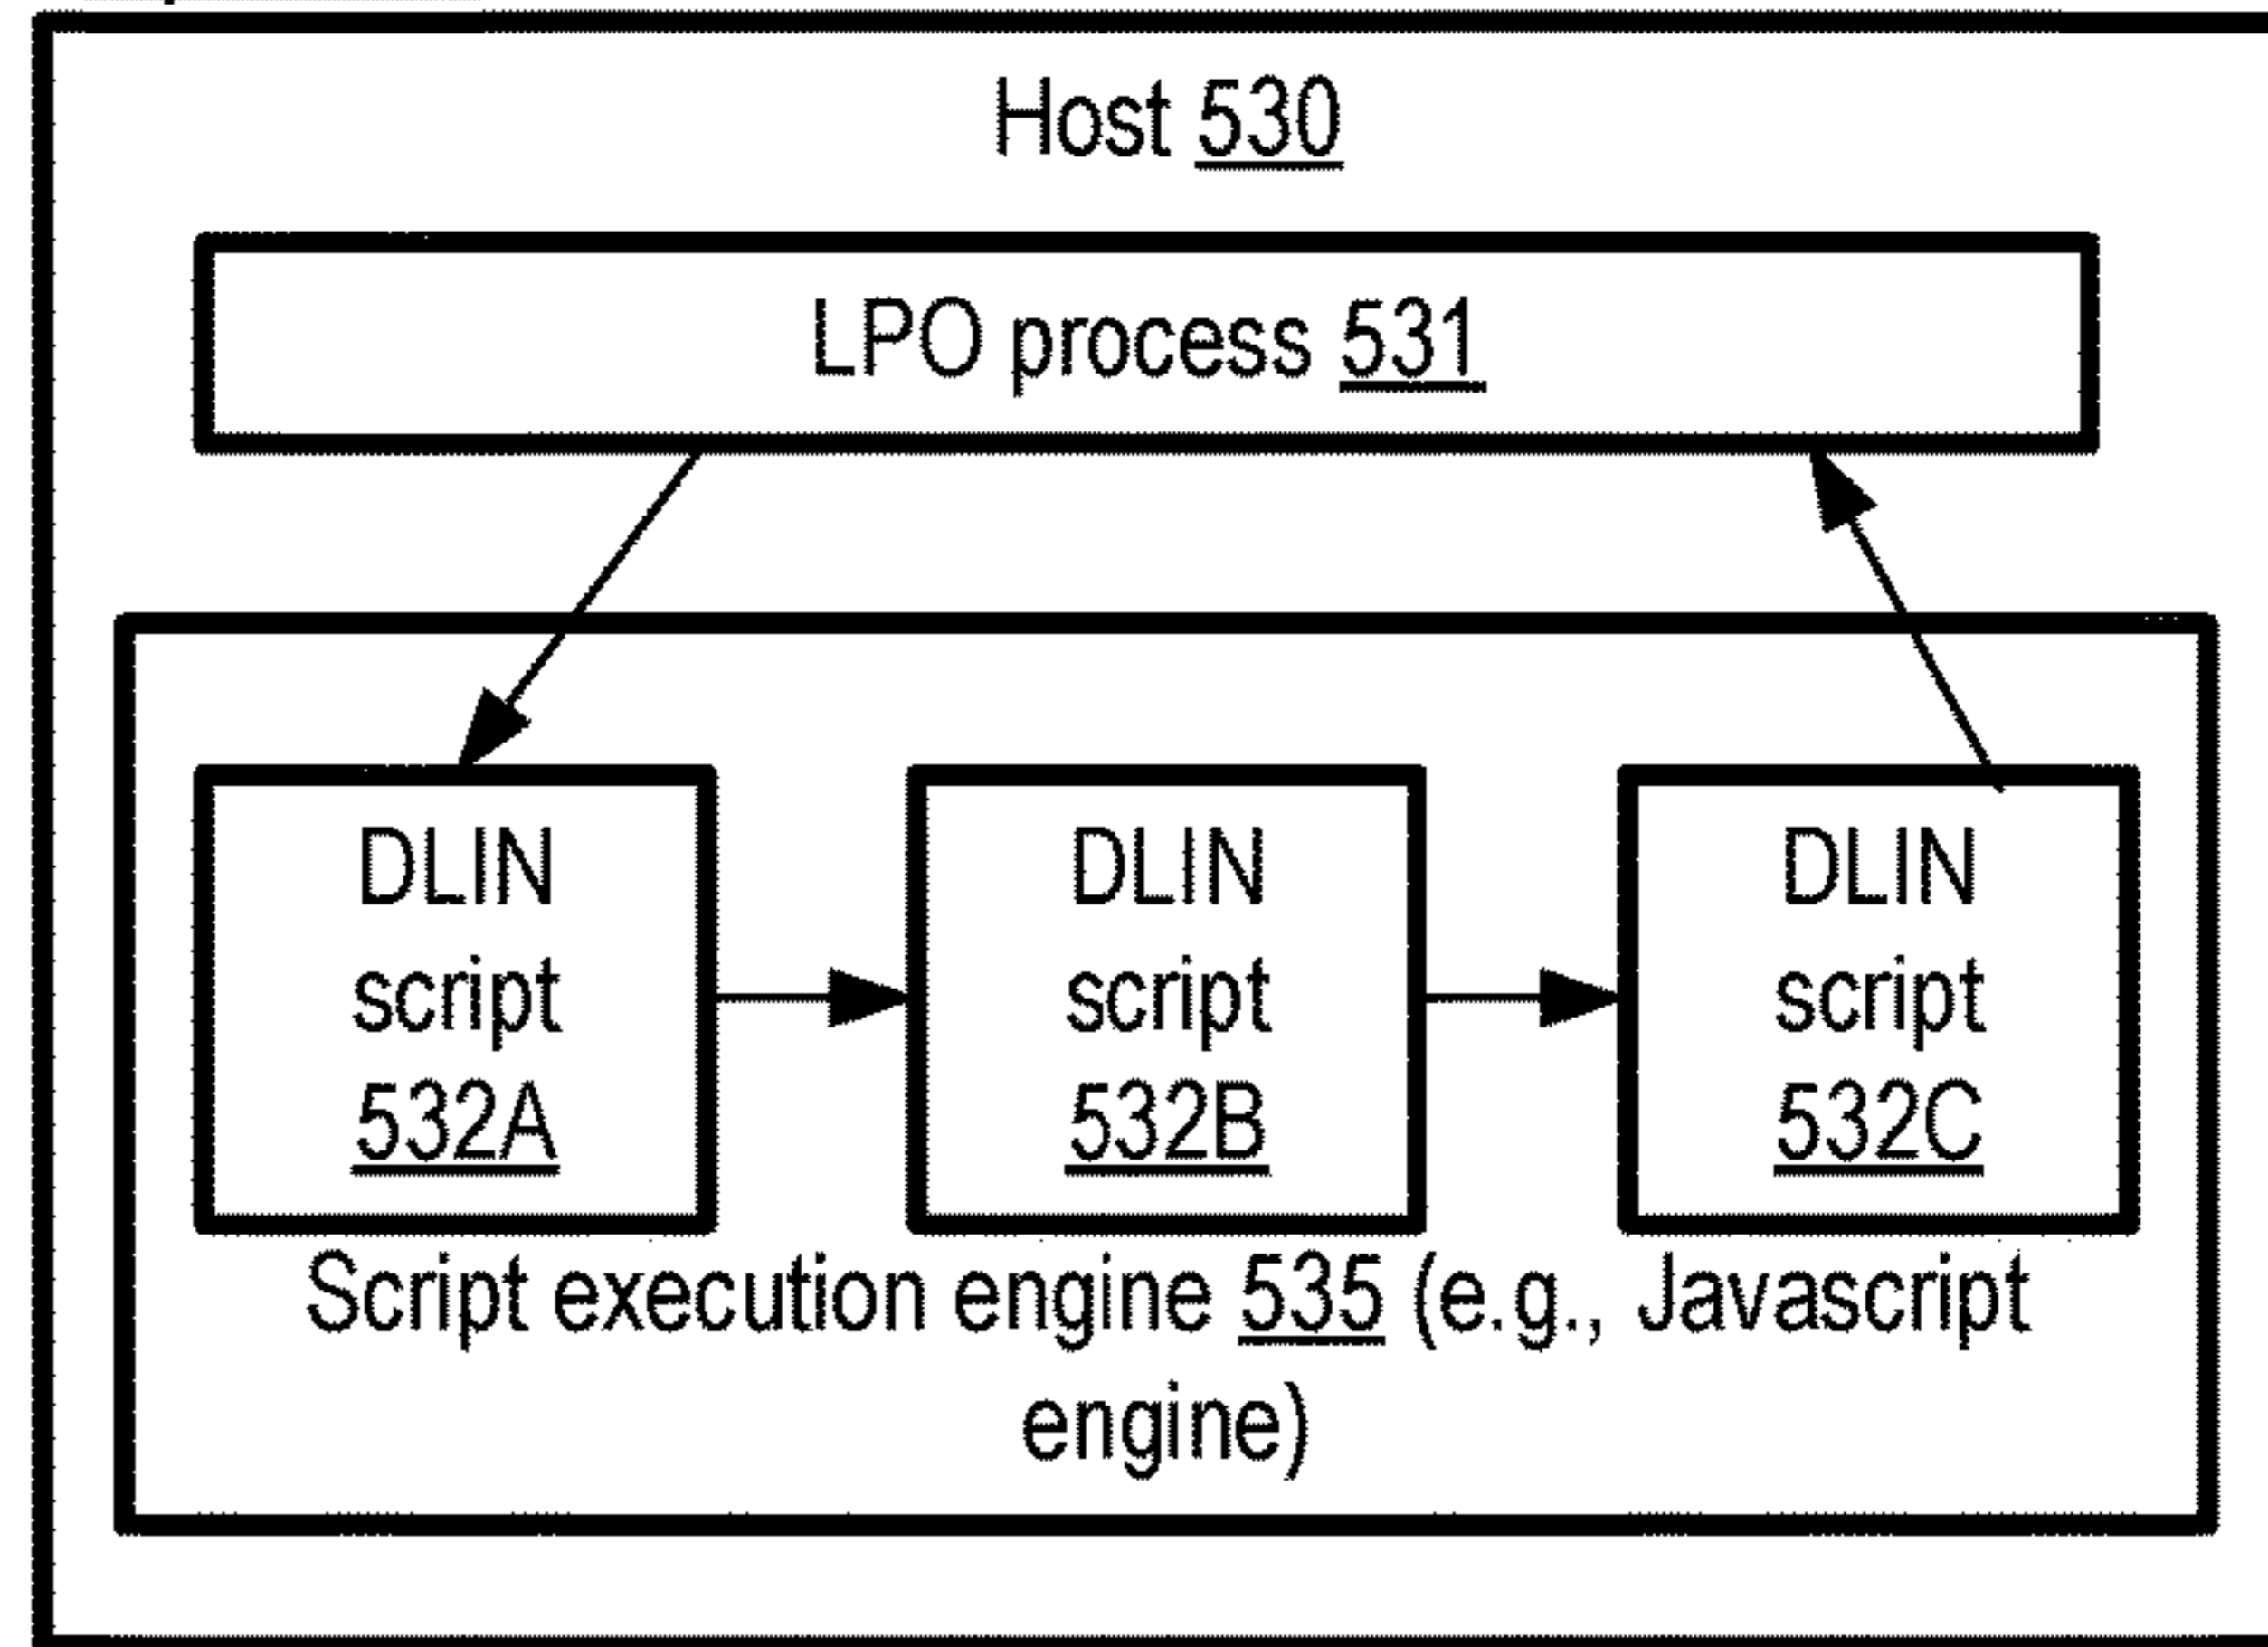 Host 530
LPO process 531
DLIN
script
532A
DLIN
script
532B
DLIN
script
532C
Script execution engine 535 (e.g., Javascript
engine)